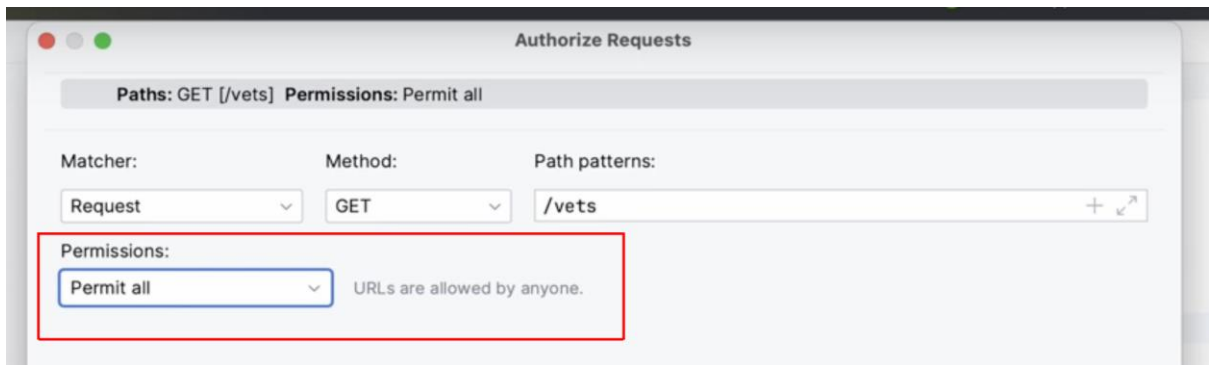 Authorize Requests
Paths: GET [/vets] Permissions: Permit all
Matcher: Method: Path patterns:
Request GET /vets
Permissions:
Permit all URLs are allowed by anyone.